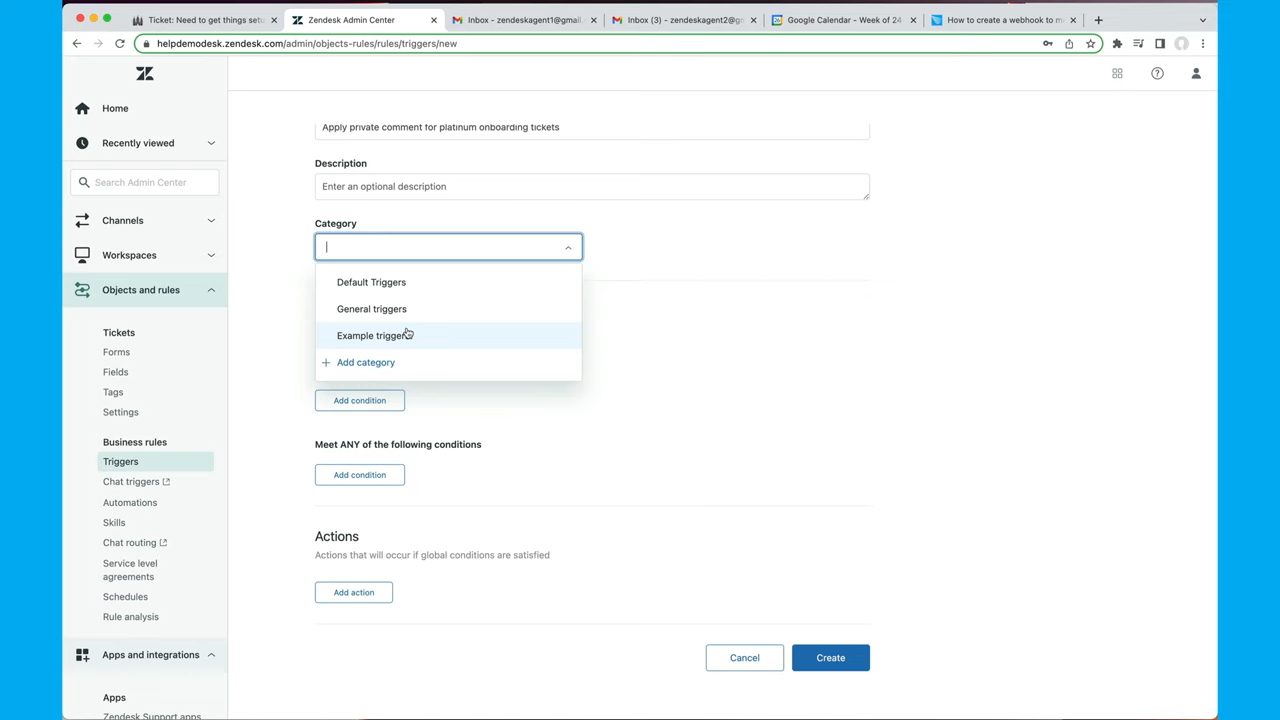 Ticket: Need to get things setu
Zendesk Admin Center
Inbox - zendeskagent1@gmail.
Inbox (3) - zendeskagent2@g
Google Calendar - Week of 24
How to create a webhook to m
helpdemodesk.zendesk.com/admin/objects-rules/rules/triggers/new
Home
Recently viewed
Search Admin Center
Channels
Workspaces
Objects and rules
Tickets
Forms
Fields
Tags
Settings
Business rules
Triggers
Chat triggers
Automations
Skills
Chat routing
Service level
agreements
Schedules
Rule analysis
Apps and integrations
Apps
Zendesk Support apps
Apply private comment for platinum onboarding tickets
Description
Enter an optional description
Category
Default Triggers
General triggers
Example triggers
Add category
Add condition
Meet ANY of the following conditions
Add condition
Actions
Actions that will occur if global conditions are satisfied
Add action
Cancel
Create